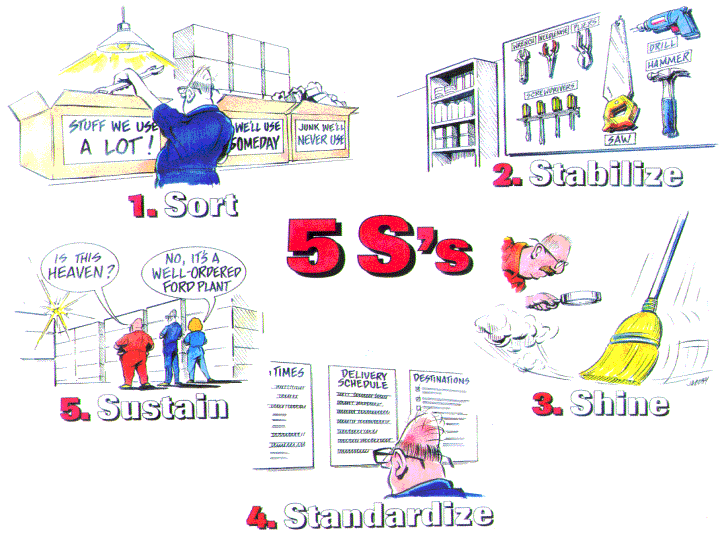 STUFF WE USE
A LOT!
WE'LL USE
SOMEDAY
JUNK WE'LL
NEVER USE
1. Sort
WRENCH
PLIERS
DRILL
HAMMER
SCREWDRIVERS
SAW
2. Stabilize
5 S's
IS THIS
HEAVEN?
NO, IT'S A
WELL-ORDERED
FORD PLANT
5. Sustain
3. Shine
TIMES
DELIVERY
SCHEDULE
DESTINATIONS
4. Standardize